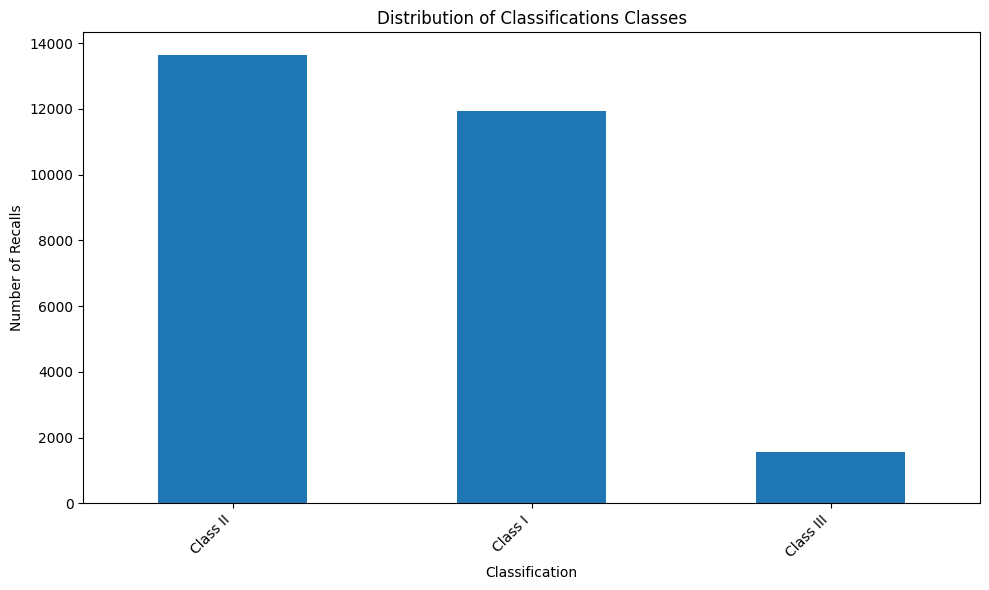 Distribution of Classifications Classes
Number of Recalls
14000
12000
10000
8000
6000
4000
2000
0
Class II
Class I
Class III
Classification